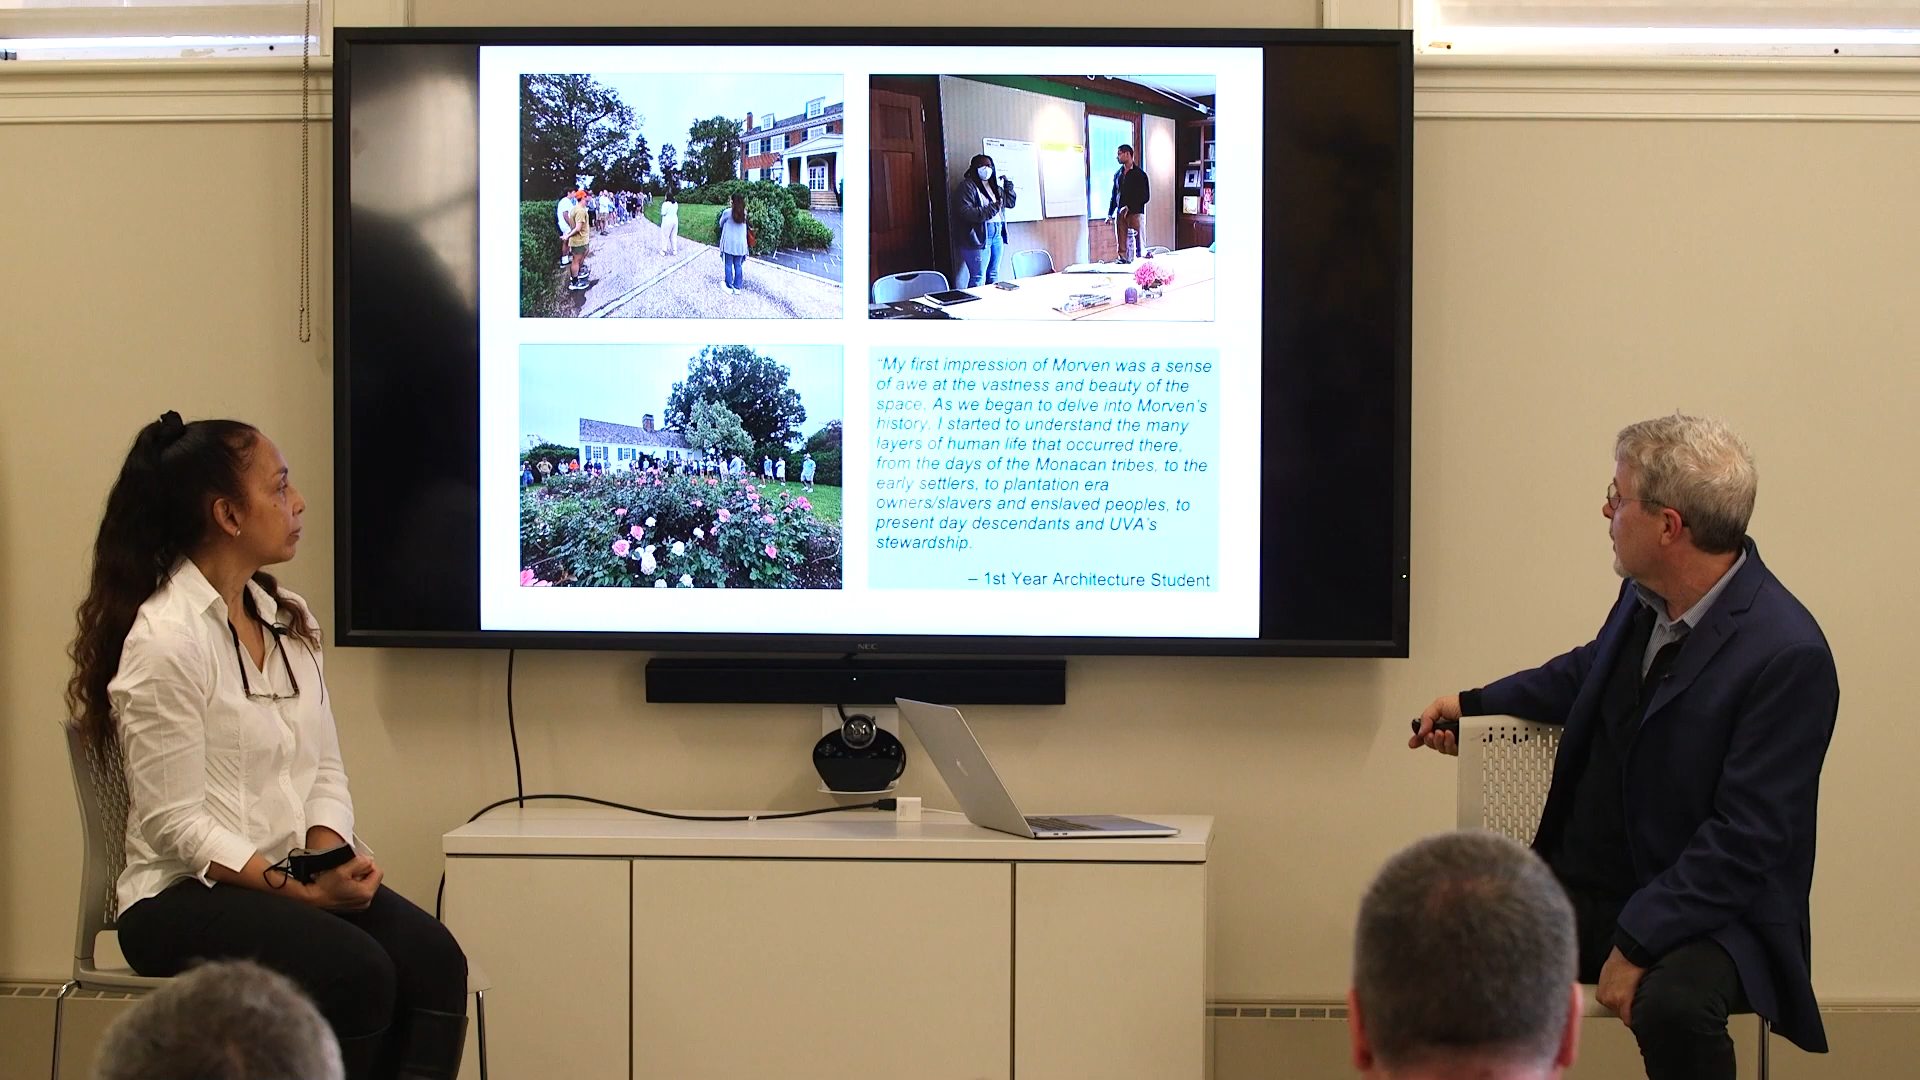 "My first impression of Morven was a sense
of awe at the vastness and beauty of the
space. As we began to delve into Morven's
history, I started to understand the many
layers of human life that occurred there,
from the days of the Monacan tribes, to the
early settlers, to plantation era
owners/slavers and enslaved peoples, to
present day descendants and UVA's
stewardship.
– 1st Year Architecture Student
NEC